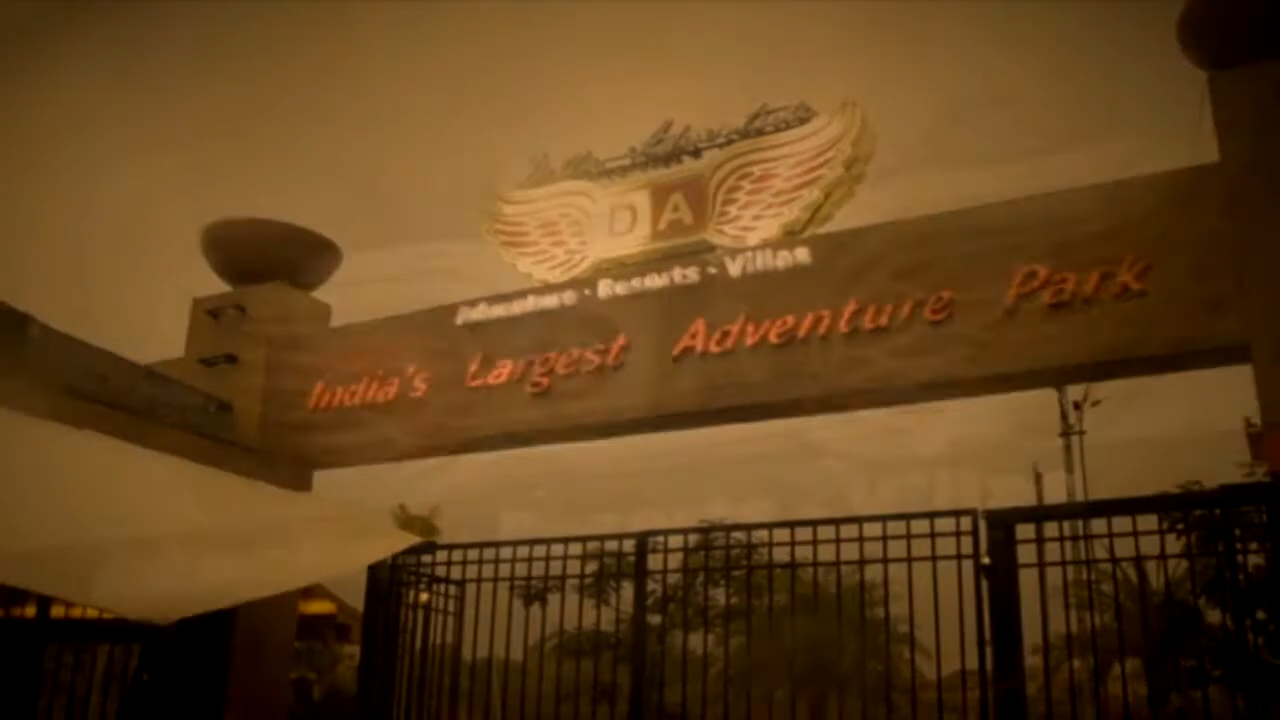 DA
Adventure · Resorts · Villas
India's Largest Adventure Park